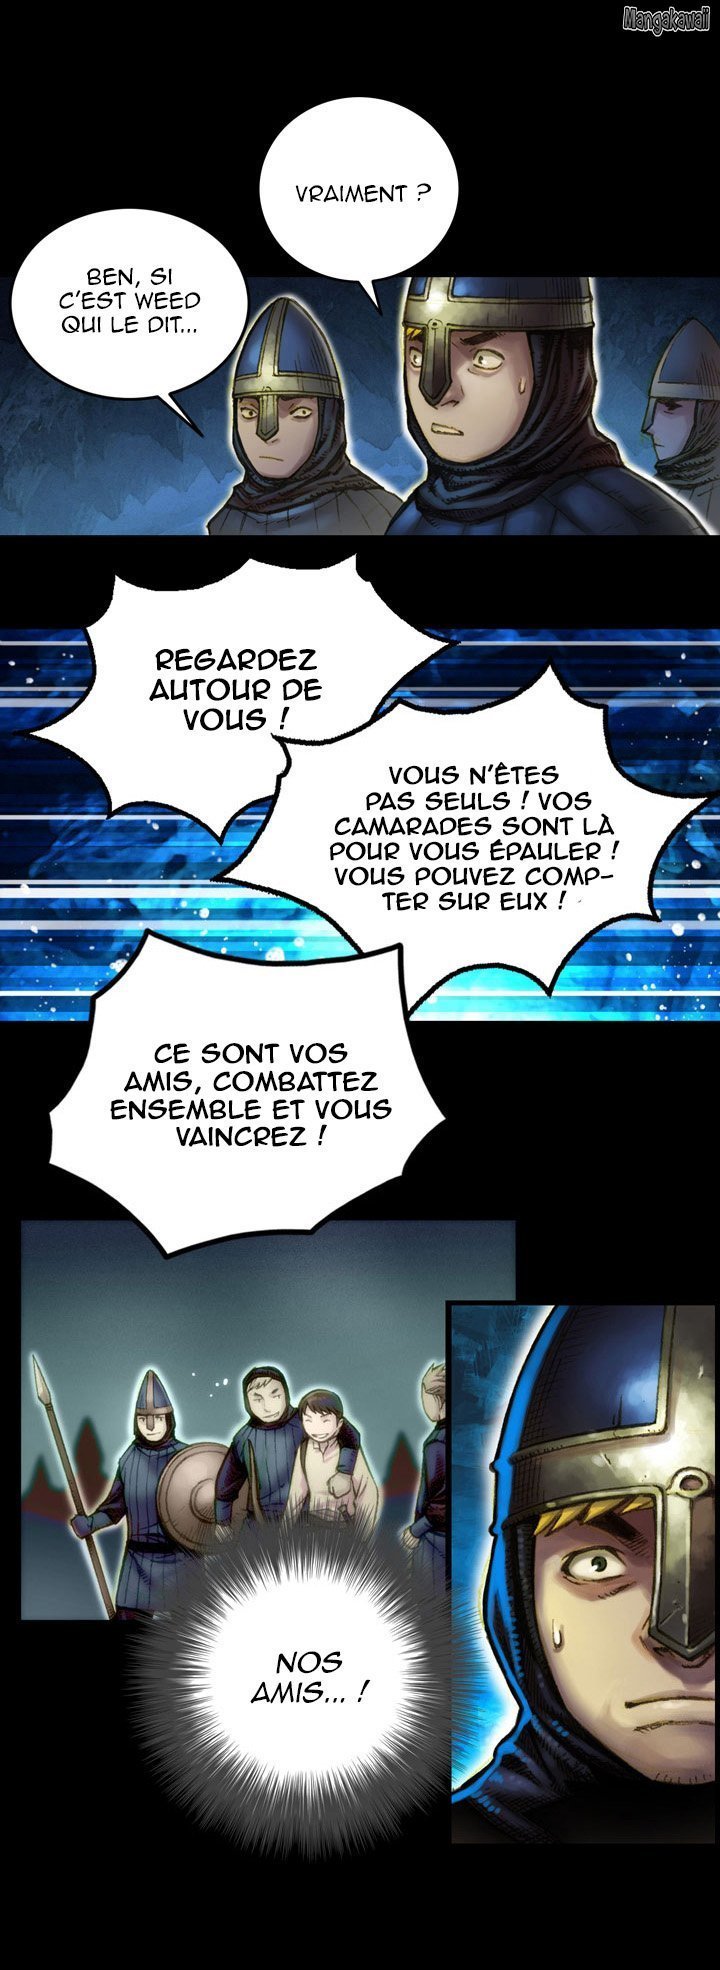 Mangakawaii
VRAIMENT ?
BEN, SI
C'EST WEED
QUI LE DIT...
REGARDEZ
AUTOUR DE
VOUS !
VOUS N'ÊTES
PAS SEULS ! VOS
CAMARADES SONT LÀ
POUR VOUS ÉPAULER !
VOUS POUVEZ COMP-
TER SUR EUX !
CE SONT VOS
AMIS, COMBATTEZ
ENSEMBLE ET VOUS
VAINCREZ !
NOS
AMIS... !